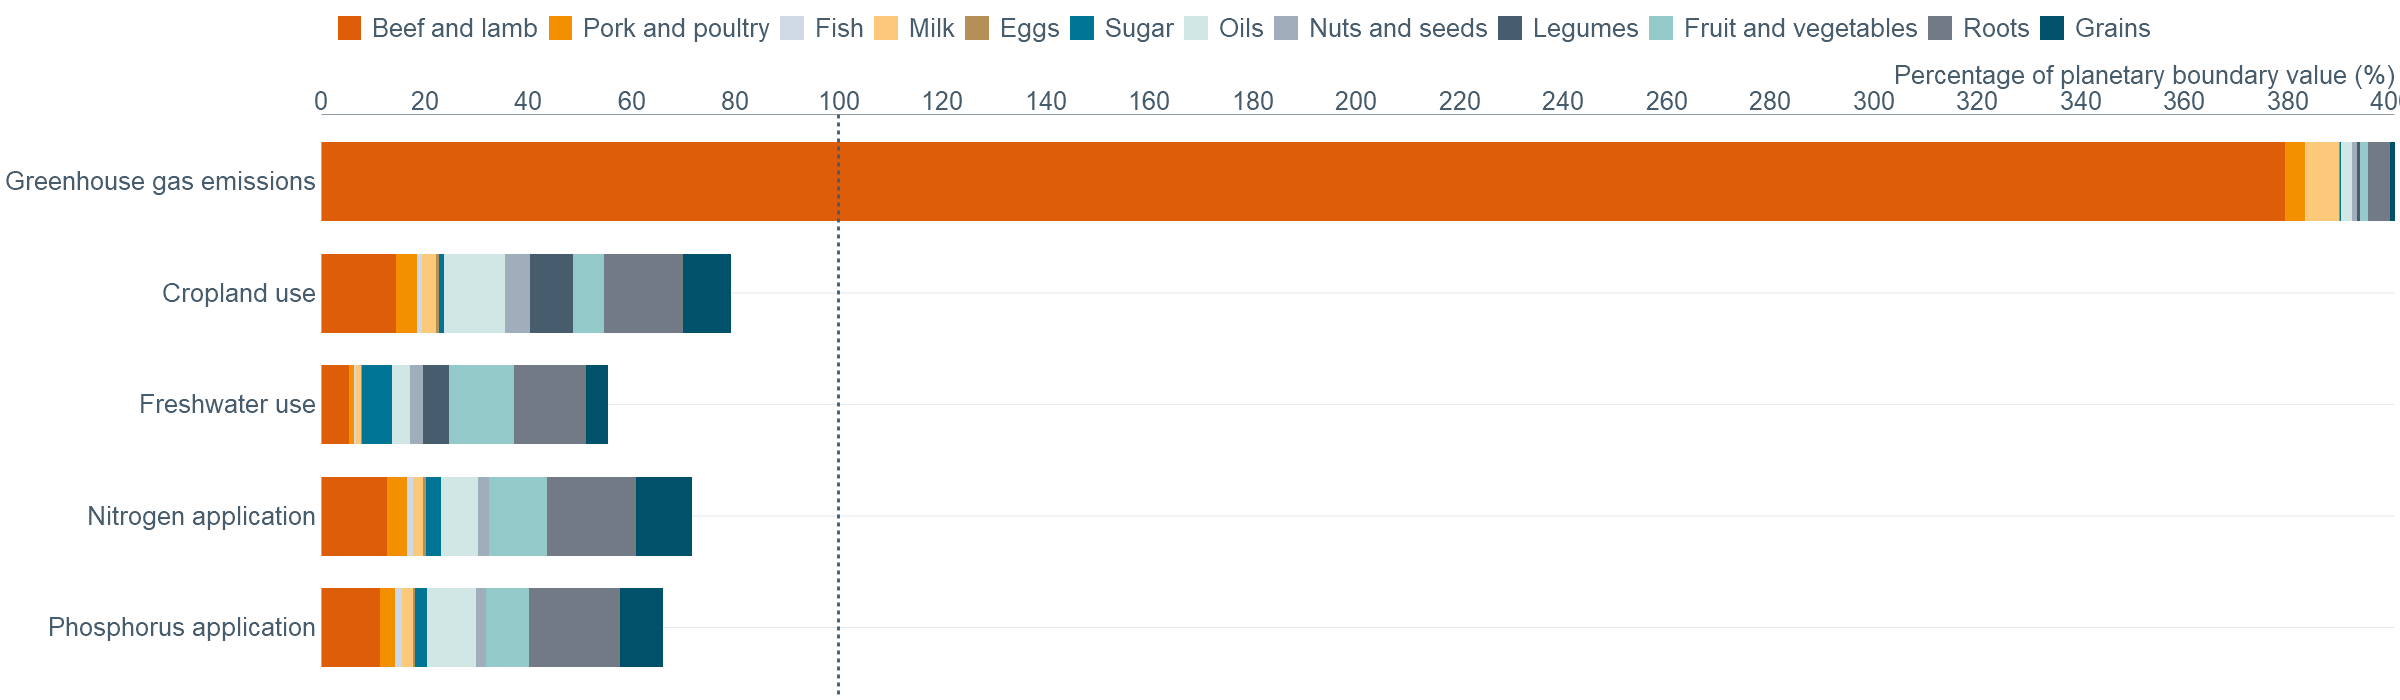 Beef and lamb Pork and poultry Fish Milk Eggs Sugar Oils Nuts and seeds Legumes Fruit and vegetables Roots Grains
Percentage of planetary boundary value (%)
0 20 40 60 80 100 120 140 160 180 200 220 240 260 280 300 320 340 360 380 40
Greenhouse gas emissions
Cropland use
Freshwater use
Nitrogen application
Phosphorus application